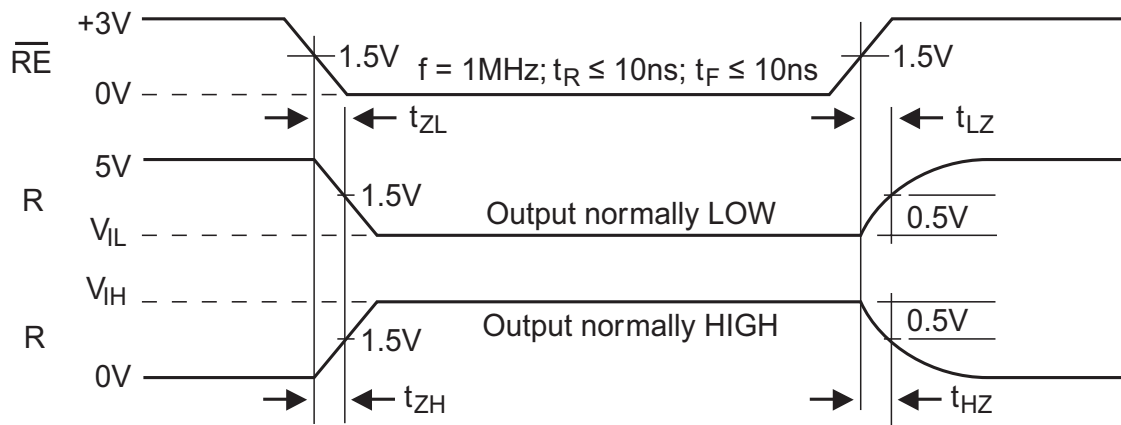 +3V
R̅E̅
1.5V
f = 1MHz; tR ≤ 10ns; tF ≤ 10ns
1.5V
0V
tZL
tLZ
5V
R
1.5V
Output normally LOW
0.5V
VIL
VIH
R
1.5V
Output normally HIGH
0.5V
0V
tZH
tHZ